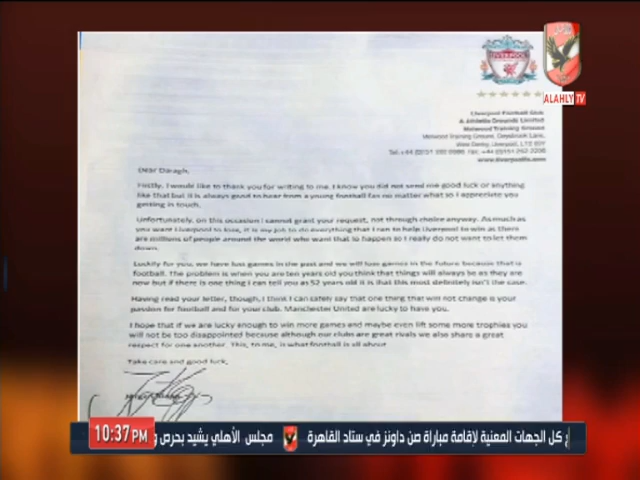 LIVERPOOL
ALAHLY TV
Liverpool Football Club
& Athletic Grounds Limited
Melwood Training Ground
Melwood Training Ground, Deysbrook Lane,
West Derby, Liverpool, L12
www.liverpoolfc.com
Dear Daragh,
Firstly, I would like to thank you for writing to me. I know you did not send me good luck or anything
like that but it is always good to hear from a young football fan no matter what so I appreciate you
getting in touch.
Unfortunately, on this occasion I cannot grant your request, not through choice anyway. As much as
you want Liverpool to lose, it is my job to do everything that I can to help Liverpool to win as there
are millions of people around the world who want that to happen so I really do not want to let them
down.
Luckily for you, we have lost games in the past and we will lose games in the future because that is
football. The problem is when you are ten years old you think that things will always be as they are
now but if there is one thing I can tell you as 52 years old it is that this most definitely isn't the case.
Having read your letter, though, I think I can safely say that one thing that will not change is your
passion for football and for your club. Manchester United are lucky to have you.
I hope that if we are lucky enough to win more games and maybe even lift some more trophies you
will not be too disappointed because although our clubs are great rivals we also share a great
respect for one another. This, to me, is what football is all about.
Take care and good luck,
10:37 PM
ع كل الجهات المعنية لإقامة مباراة صن داونز في ستاد القاهرة
مجلس الأهلي يشيد بحرص و